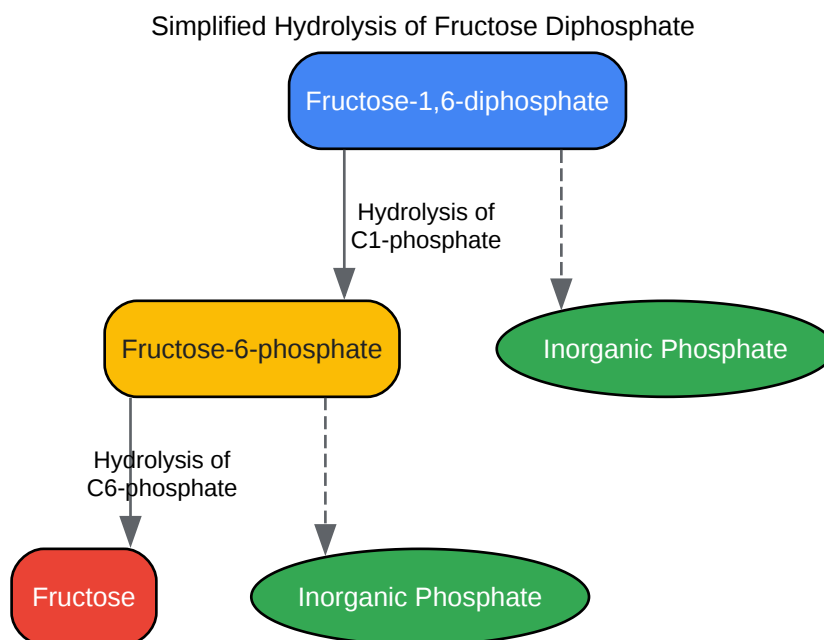 Simplified Hydrolysis of Fructose Diphosphate
Fructose-1,6-diphosphate
Hydrolysis of
C1-phosphate
Fructose-6-phosphate
Inorganic Phosphate
Hydrolysis of
C6-phosphate
Fructose
Inorganic Phosphate